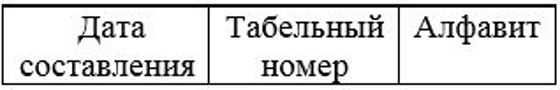 Дата составления
Табельный номер
Алфавит